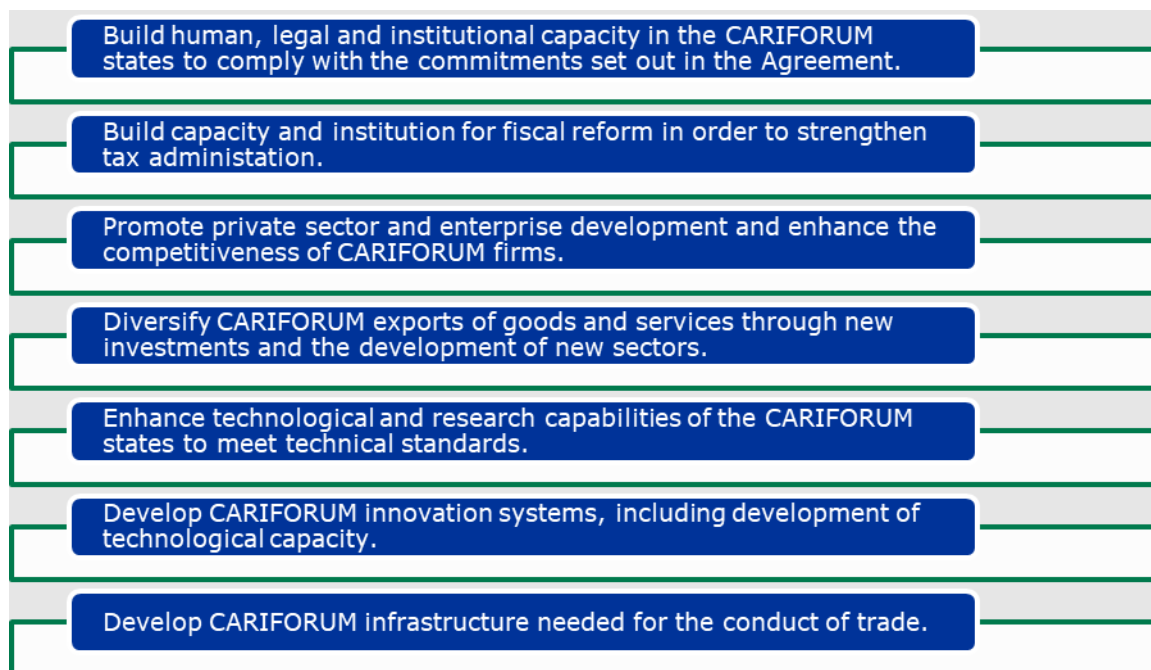 Build human, legal and institutional capacity in the CARIFORUM
states to comply with the commitments set out in the Agreement.
Build capacity and institution for fiscal reform in order to strengthen
tax administation.
Promote private sector and enterprise development and enhance the
competitiveness of CARIFORUM firms.
Diversify CARIFORUM exports of goods and services through new
investments and the development of new sectors.
Enhance technological and research capabilities of the CARIFORUM
states to meet technical standards.
Develop CARIFORUM innovation systems, including development of
technological capacity.
Develop CARIFORUM infrastructure needed for the conduct of trade.